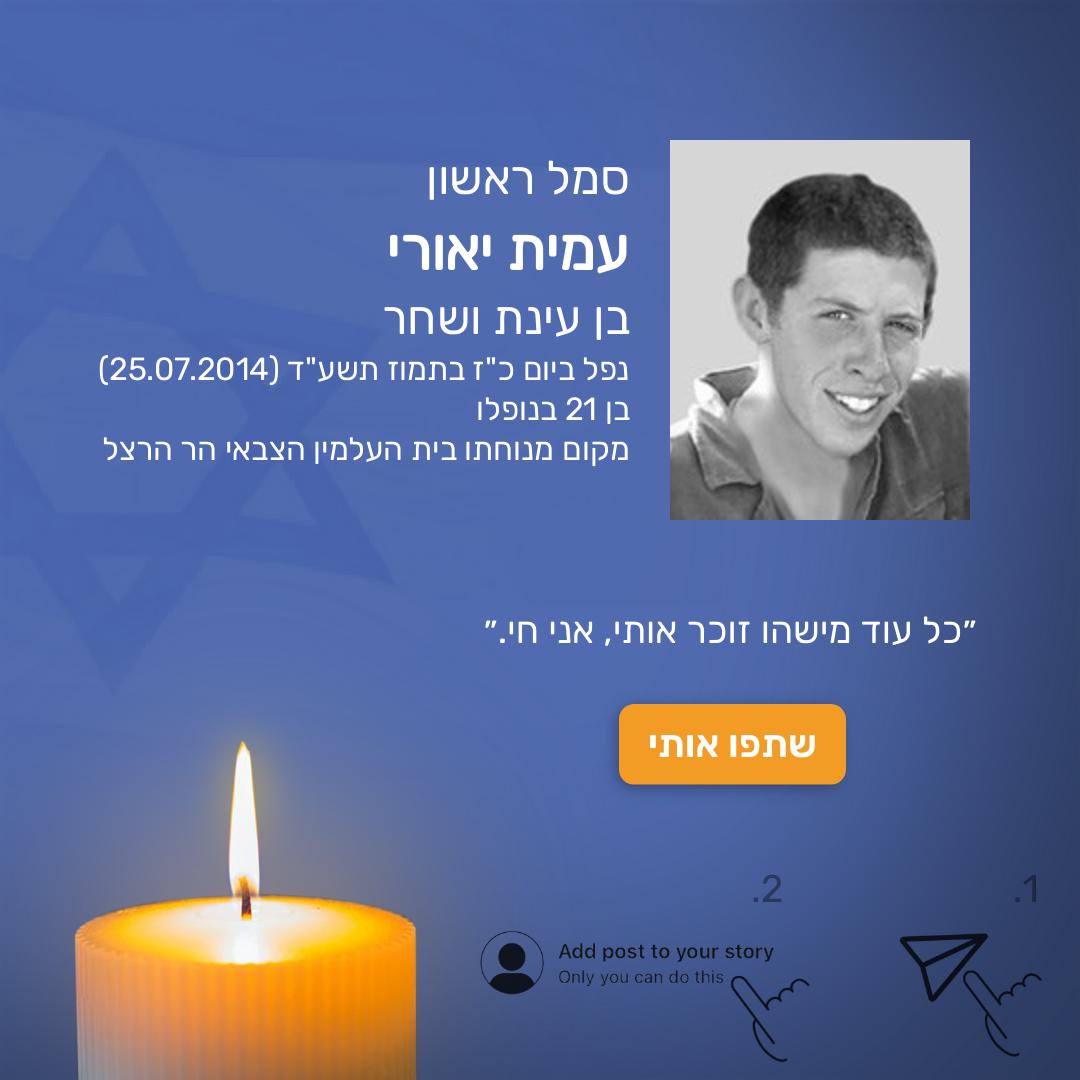 סמל ראשון
עמית יאורי
בן עינת ושחר
נפל ביום כ"ז בתמוז תשע"ד (25.07.2014)
בן 21 בנופלו
מקום מנוחתו בית העלמין הצבאי הר הרצל
״כל עוד מישהו זוכר אותי, אני חי.״
שתפו אותי
1.
2.
Add post to your story
Only you can do this